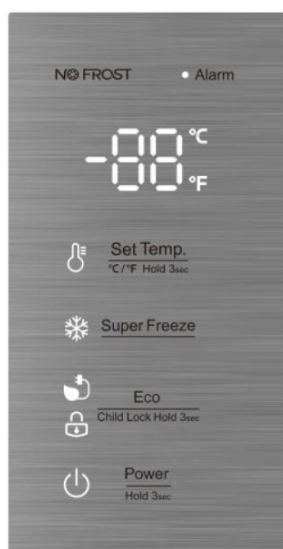 NO FROST
Alarm
-88
°C
°F
Set Temp.
°C/°F Hold 3sec
Super Freeze
Eco
Child Lock Hold 3sec
Power
Hold 3sec